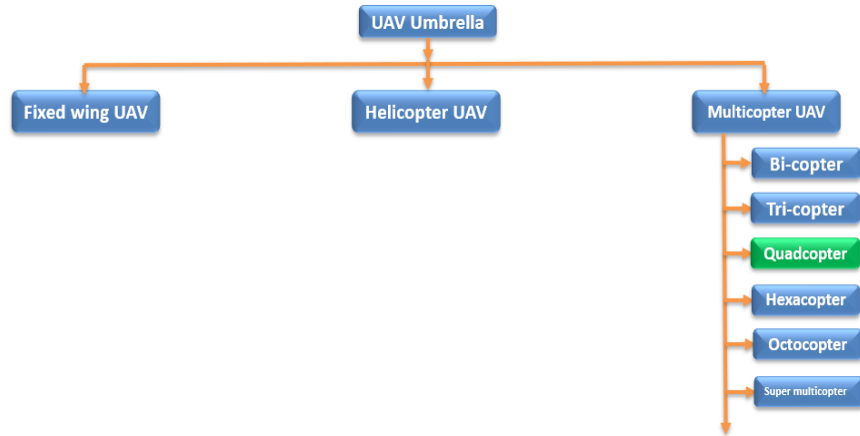 UAV Umbrella
Fixed wing UAV
Helicopter UAV
Multicopter UAV
Bi-copter
Tri-copter
Quadcopter
Hexacopter
Octocopter
Super multicopter